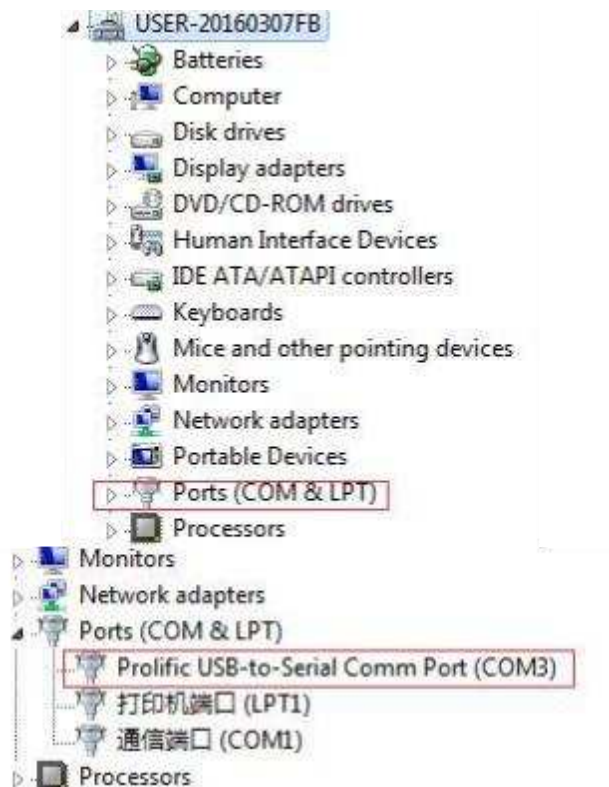 USER-20160307FB
Batteries
Computer
Disk drives
Display adapters
DVD/CD-ROM drives
Human Interface Devices
IDE ATA/ATAPI controllers
Keyboards
Mice and other pointing devices
Monitors
Network adapters
Portable Devices
Ports (COM & LPT)
Processors
Monitors
Network adapters
Ports (COM & LPT)
Prolific USB-to-Serial Comm Port (COM3)
打印机端口 (LPT1)
通信端口 (COM1)
Processors